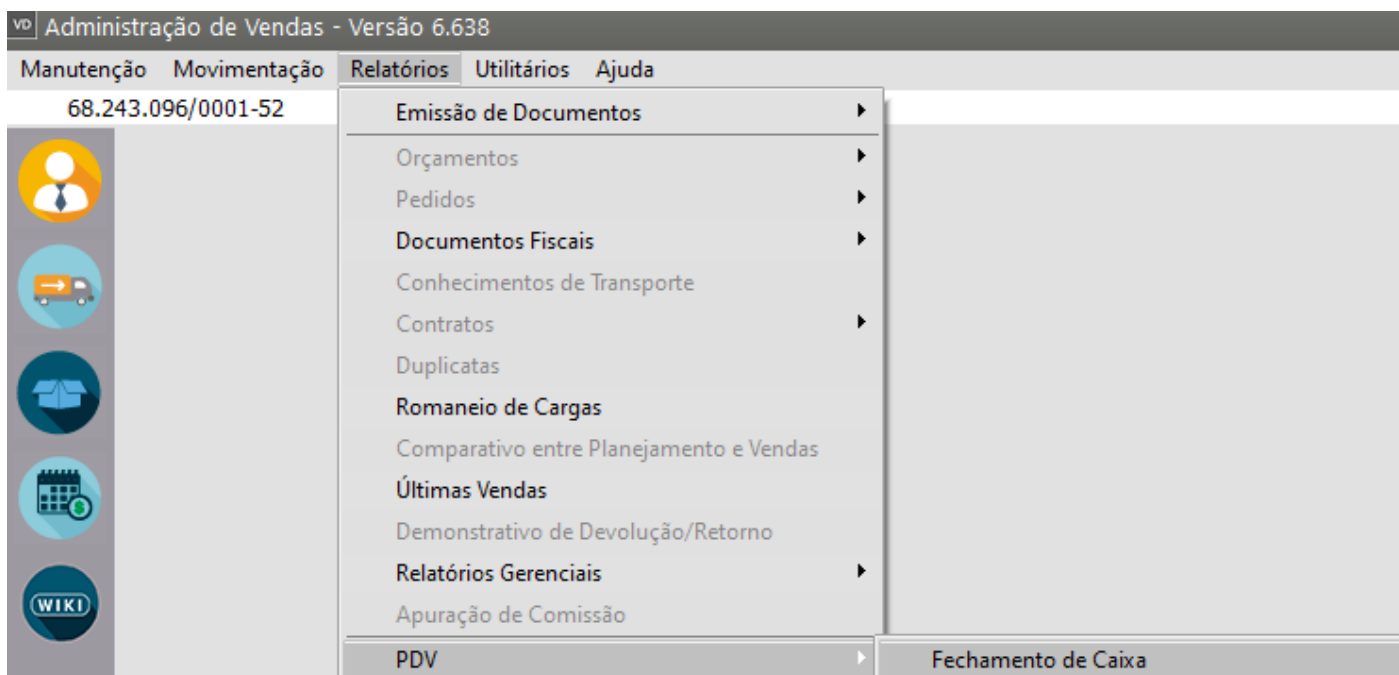 VD Administração de Vendas - Versão 6.638
Manutenção Movimentação Relatórios Utilitários Ajuda
68.243.096/0001-52
Emissão de Documentos
Orçamentos
Pedidos
Documentos Fiscais
Conhecimentos de Transporte
Contratos
Duplicatas
Romaneio de Cargas
Comparativo entre Planejamento e Vendas
Últimas Vendas
Demonstrativo de Devolução/Retorno
Relatórios Gerenciais
WIKI
Apuração de Comissão
PDV Fechamento de Caixa